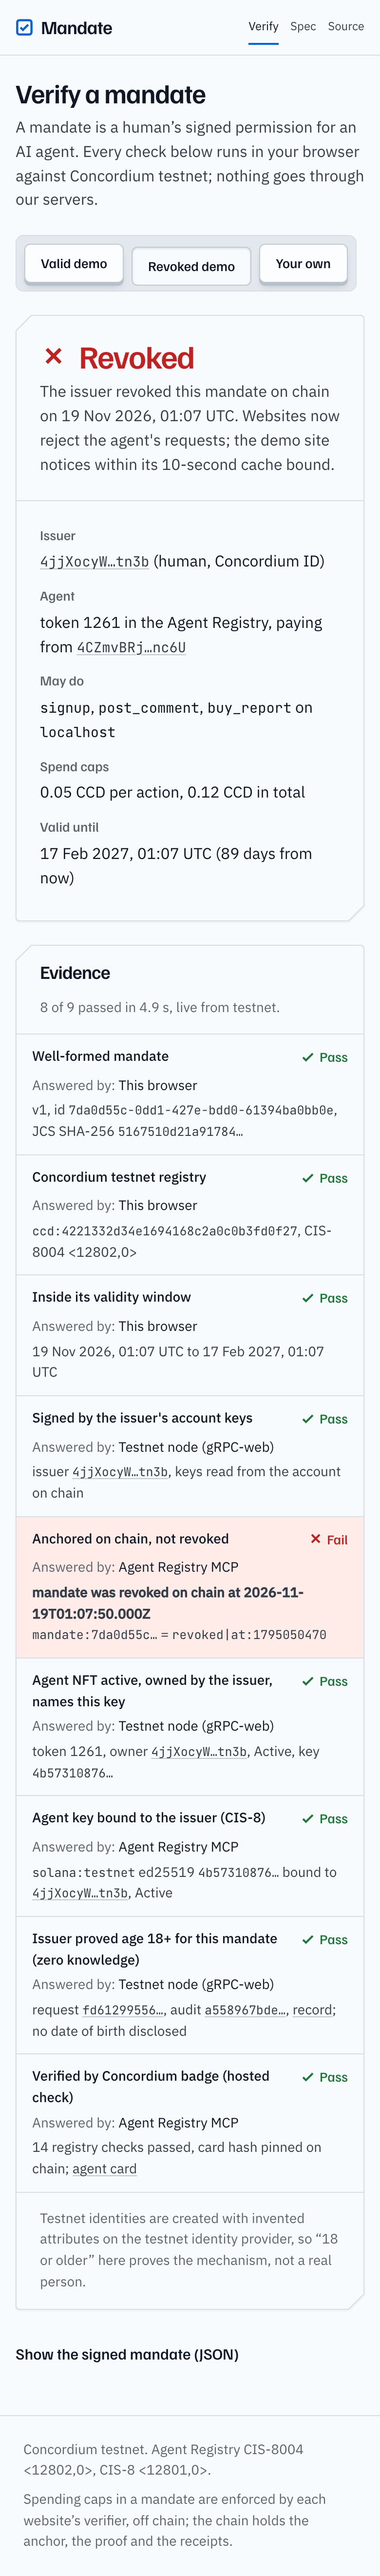 Mandate
Verify Spec Source
Verify a mandate
A mandate is a human’s signed permission for an
AI agent. Every check below runs in your browser
against Concordium testnet; nothing goes through
our servers.
Valid demo
Revoked demo
Your own
✕ Revoked
The issuer revoked this mandate on chain
on 19 Nov 2026, 01:07 UTC. Websites now
reject the agent's requests; the demo site
notices within its 10-second cache bound.
Issuer
4jjXocyW…tn3b (human, Concordium ID)
Agent
token 1261 in the Agent Registry, paying
from 4CZmvBRj…nc6U
May do
signup, post_comment, buy_report on
localhost
Spend caps
0.05 CCD per action, 0.12 CCD in total
Valid until
17 Feb 2027, 01:07 UTC (89 days from
now)
Evidence
8 of 9 passed in 4.9 s, live from testnet.
Well-formed mandate
✓ Pass
Answered by: This browser
v1, id 7da0d55c-0dd1-427e-bdd0-61394ba0bb0e,
JCS SHA-256 5167510d21a91784…
Concordium testnet registry
✓ Pass
Answered by: This browser
ccd:4221332d34e1694168c2a0c0b3fd0f27, CIS-
8004 <12802,0>
Inside its validity window
✓ Pass
Answered by: This browser
19 Nov 2026, 01:07 UTC to 17 Feb 2027, 01:07
UTC
Signed by the issuer's account keys
✓ Pass
Answered by: Testnet node (gRPC-web)
issuer 4jjXocyW…tn3b, keys read from the account
on chain
Anchored on chain, not revoked
✕ Fail
Answered by: Agent Registry MCP
mandate was revoked on chain at 2026-11-
19T01:07:50.000Z
mandate:7da0d55c… = revoked|at:1795050470
Agent NFT active, owned by the issuer,
names this key
✓ Pass
Answered by: Testnet node (gRPC-web)
token 1261, owner 4jjXocyW…tn3b, Active, key
4b57310876…
Agent key bound to the issuer (CIS-8)
✓ Pass
Answered by: Agent Registry MCP
solana:testnet ed25519 4b57310876… bound to
4jjXocyW…tn3b, Active
Issuer proved age 18+ for this mandate
(zero knowledge)
✓ Pass
Answered by: Testnet node (gRPC-web)
request fd61299556…, audit a558967bde…, record;
no date of birth disclosed
Verified by Concordium badge (hosted
check)
✓ Pass
Answered by: Agent Registry MCP
14 registry checks passed, card hash pinned on
chain; agent card
Testnet identities are created with invented
attributes on the testnet identity provider, so “18
or older” here proves the mechanism, not a real
person.
Show the signed mandate (JSON)
Concordium testnet. Agent Registry CIS-8004
<12802,0>, CIS-8 <12801,0>.
Spending caps in a mandate are enforced by each
website’s verifier, off chain; the chain holds the
anchor, the proof and the receipts.